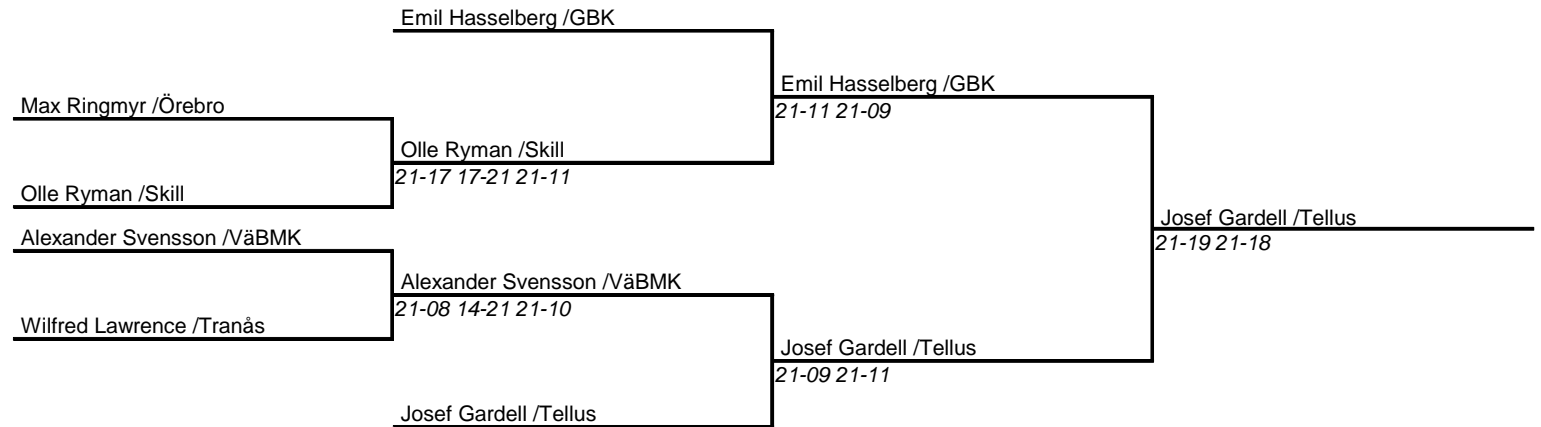 Emil Hasselberg /GBK
Emil Hasselberg /GBK
Max Ringmyr /Örebro
21-11 21-09
Olle Ryman /Skill
21-17 17-21 21-11
Olle Ryman /Skill
Josef Gardell /Tellus
Alexander Svensson /VäBMK
21-19 21-18
Alexander Svensson /VäBMK
21-08 14-21 21-10
Wilfred Lawrence /Tranås
Josef Gardell /Tellus
21-09 21-11
Josef Gardell /Tellus